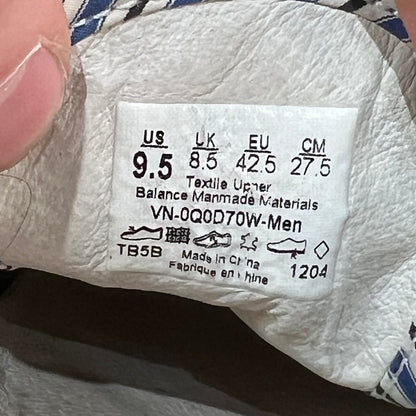 US UK EU CM
9.5 8.5 42.5 27.5
Textile Upper
Balance Manmade Materials
VN-0Q0D70W-Men
TB5B
Made in China
Fabrique en Chine
1204